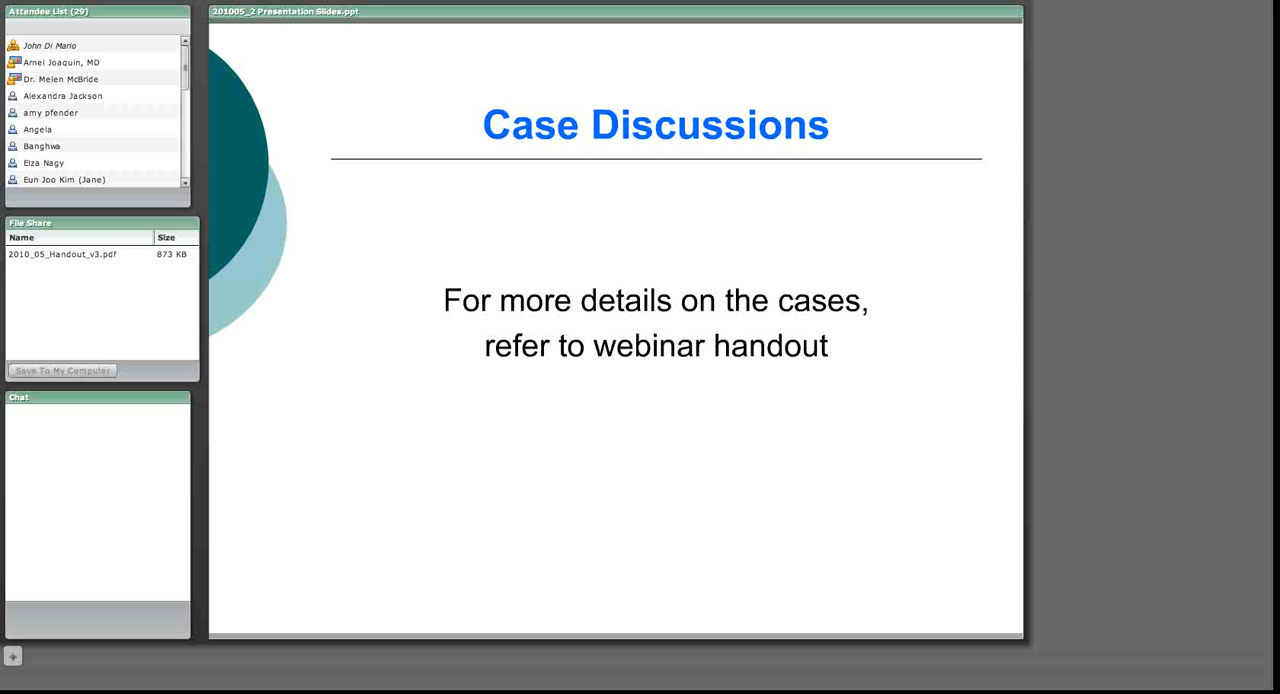 Attendee List (29)
John Di Mario
Arnel Joaquin, MD
Dr. Melen McBride
Alexandra Jackson
amy pfender
Angela
Banghwa
Elza Nagy
Eun Joo Kim (Jane)
File Share
Name Size
2010_05_Handout_v3.pdf 873 KB
Save To My Computer
Chat
201005_2 Presentation Slides.ppt
Case Discussions
For more details on the cases,
refer to webinar handout